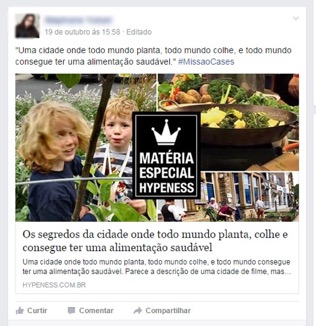 19 de outubro às 15:58 · Editado
"Uma cidade onde todo mundo planta, todo mundo colhe, e todo mundo
consegue ter uma alimentação saudável." #MissaoCases
MATÉRIA
ESPECIAL
HYPENESS
Os segredos da cidade onde todo mundo planta, colhe e
consegue ter uma alimentação saudável
Uma cidade onde todo mundo planta, todo mundo colhe, e todo mundo consegue
ter uma alimentação saudável. Parece a descrição de uma cidade de filme, mas...
HYPENESS.COM.BR
Curtir Comentar Compartilhar